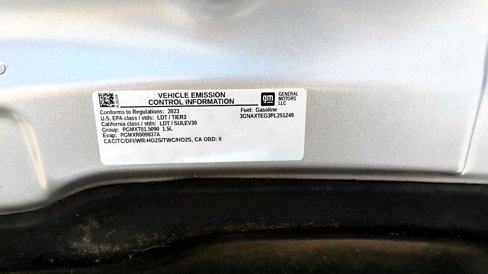 VEHICLE EMISSION
CONTROL INFORMATION
gm GENERAL
MOTORS
LLC
Conforms to Regulations: 2023
U.S. EPA class / stds: LDT / TIER3
California class / stds: LDT / SULEV30
Group: PGMXT01.5090 1.5L
Evap: PGMXR0098837A
CAC/TC/DFI/WR-HO2S/TWC/HO2S, CA OBD: II
Fuel: Gasoline
3GNAXTEG3PL251249